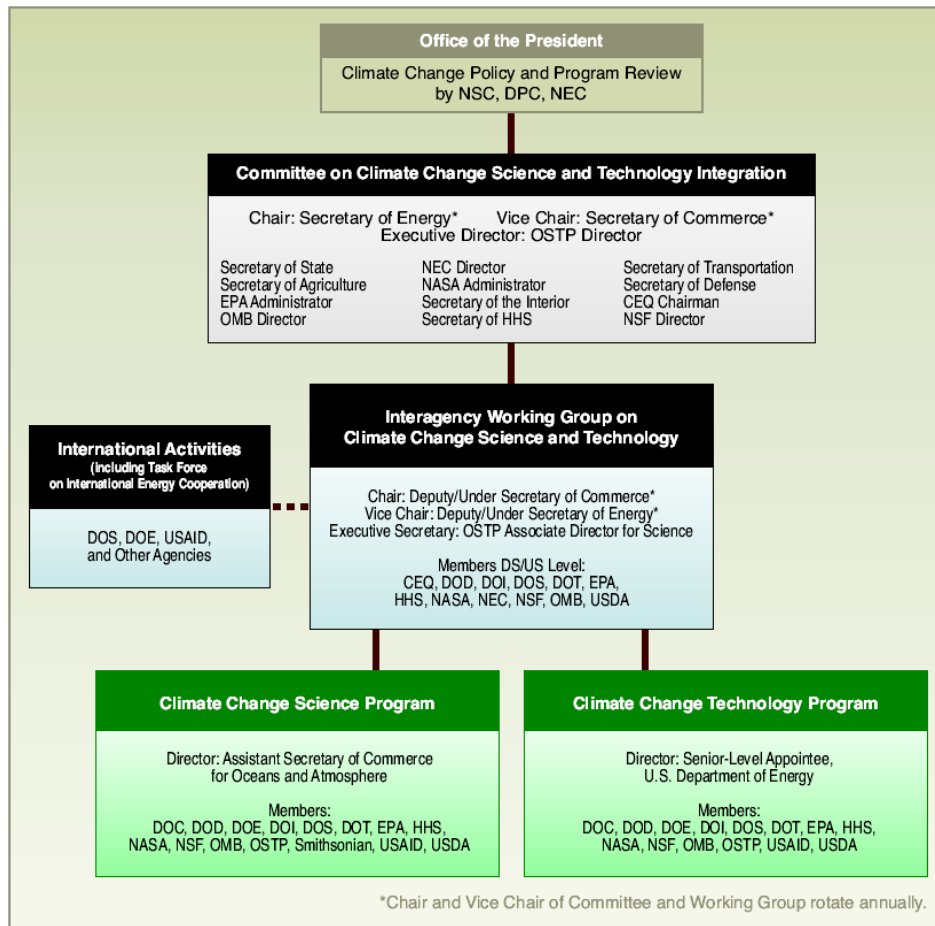 Office of the President
Climate Change Policy and Program Review
by NSC, DPC, NEC
Committee on Climate Change Science and Technology Integration
Chair: Secretary of Energy* Vice Chair: Secretary of Commerce*
Executive Director: OSTP Director
Secretary of State NEC Director Secretary of Transportation
Secretary of Agriculture NASA Administrator Secretary of Defense
EPA Administrator Secretary of the Interior CEQ Chairman
OMB Director Secretary of HHS NSF Director
Interagency Working Group on
Climate Change Science and Technology
Chair: Deputy/Under Secretary of Commerce*
Vice Chair: Deputy/Under Secretary of Energy*
Executive Secretary: OSTP Associate Director for Science
Members DS/US Level:
CEQ, DOD, DOI, DOS, DOT, EPA,
HHS, NASA, NEC, NSF, OMB, USDA
International Activities
(including Task Force
on International Energy Cooperation)
DOS, DOE, USAID,
and Other Agencies
Climate Change Science Program
Director: Assistant Secretary of Commerce
for Oceans and Atmosphere
Members:
DOC, DOD, DOE, DOI, DOS, DOT, EPA, HHS,
NASA, NSF, OMB, OSTP, Smithsonian, USAID, USDA
Climate Change Technology Program
Director: Senior-Level Appointee,
U.S. Department of Energy
Members:
DOC, DOD, DOE, DOI, DOS, DOT, EPA, HHS,
NASA, NSF, OMB, OSTP, USAID, USDA
*Chair and Vice Chair of Committee and Working Group rotate annually.